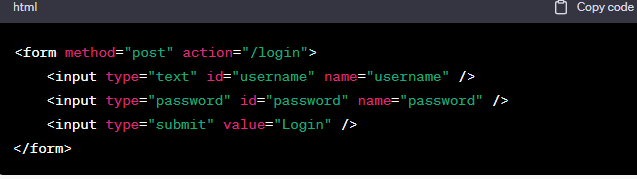 html Copy code
<form method="post" action="/login">
<input type="text" id="username" name="username" />
<input type="password" id="password" name="password" />
<input type="submit" value="Login" />
</form>